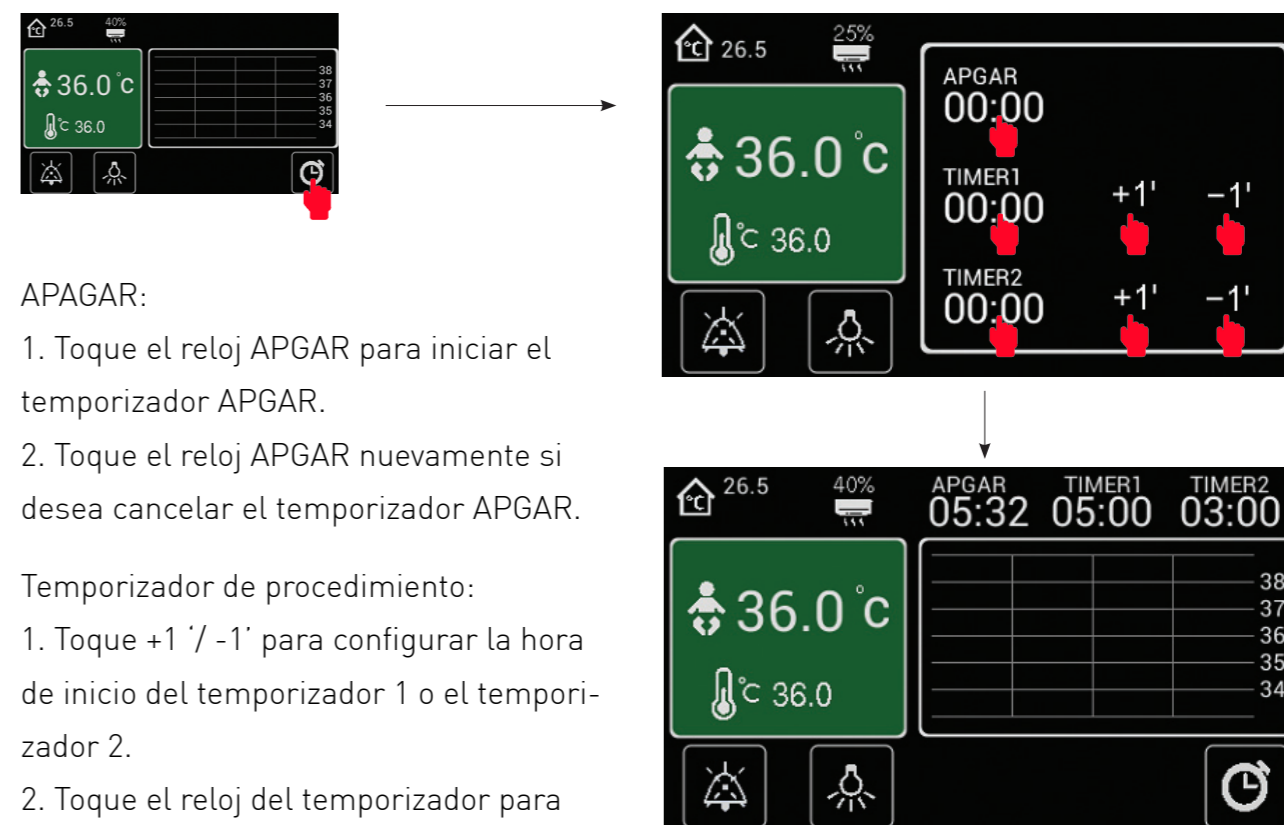 26.5 40%
°C
36.0 °C
°C 36.0
38
37
36
35
34
APAGAR:
1. Toque el reloj APGAR para iniciar el
temporizador APGAR.
2. Toque el reloj APGAR nuevamente si
desea cancelar el temporizador APGAR.
Temporizador de procedimiento:
1. Toque +1 ‘/ -1’ para configurar la hora
de inicio del temporizador 1 o el tempori-
zador 2.
2. Toque el reloj del temporizador para
°C 26.5 25%
36.0 °C
°C 36.0
APGAR
00:00
TIMER1
00:00 +1' −1'
TIMER2
00:00 +1' −1'
°C 26.5 40%
APGAR TIMER1 TIMER2
05:32 05:00 03:00
36.0 °C
°C 36.0
38
37
36
35
34